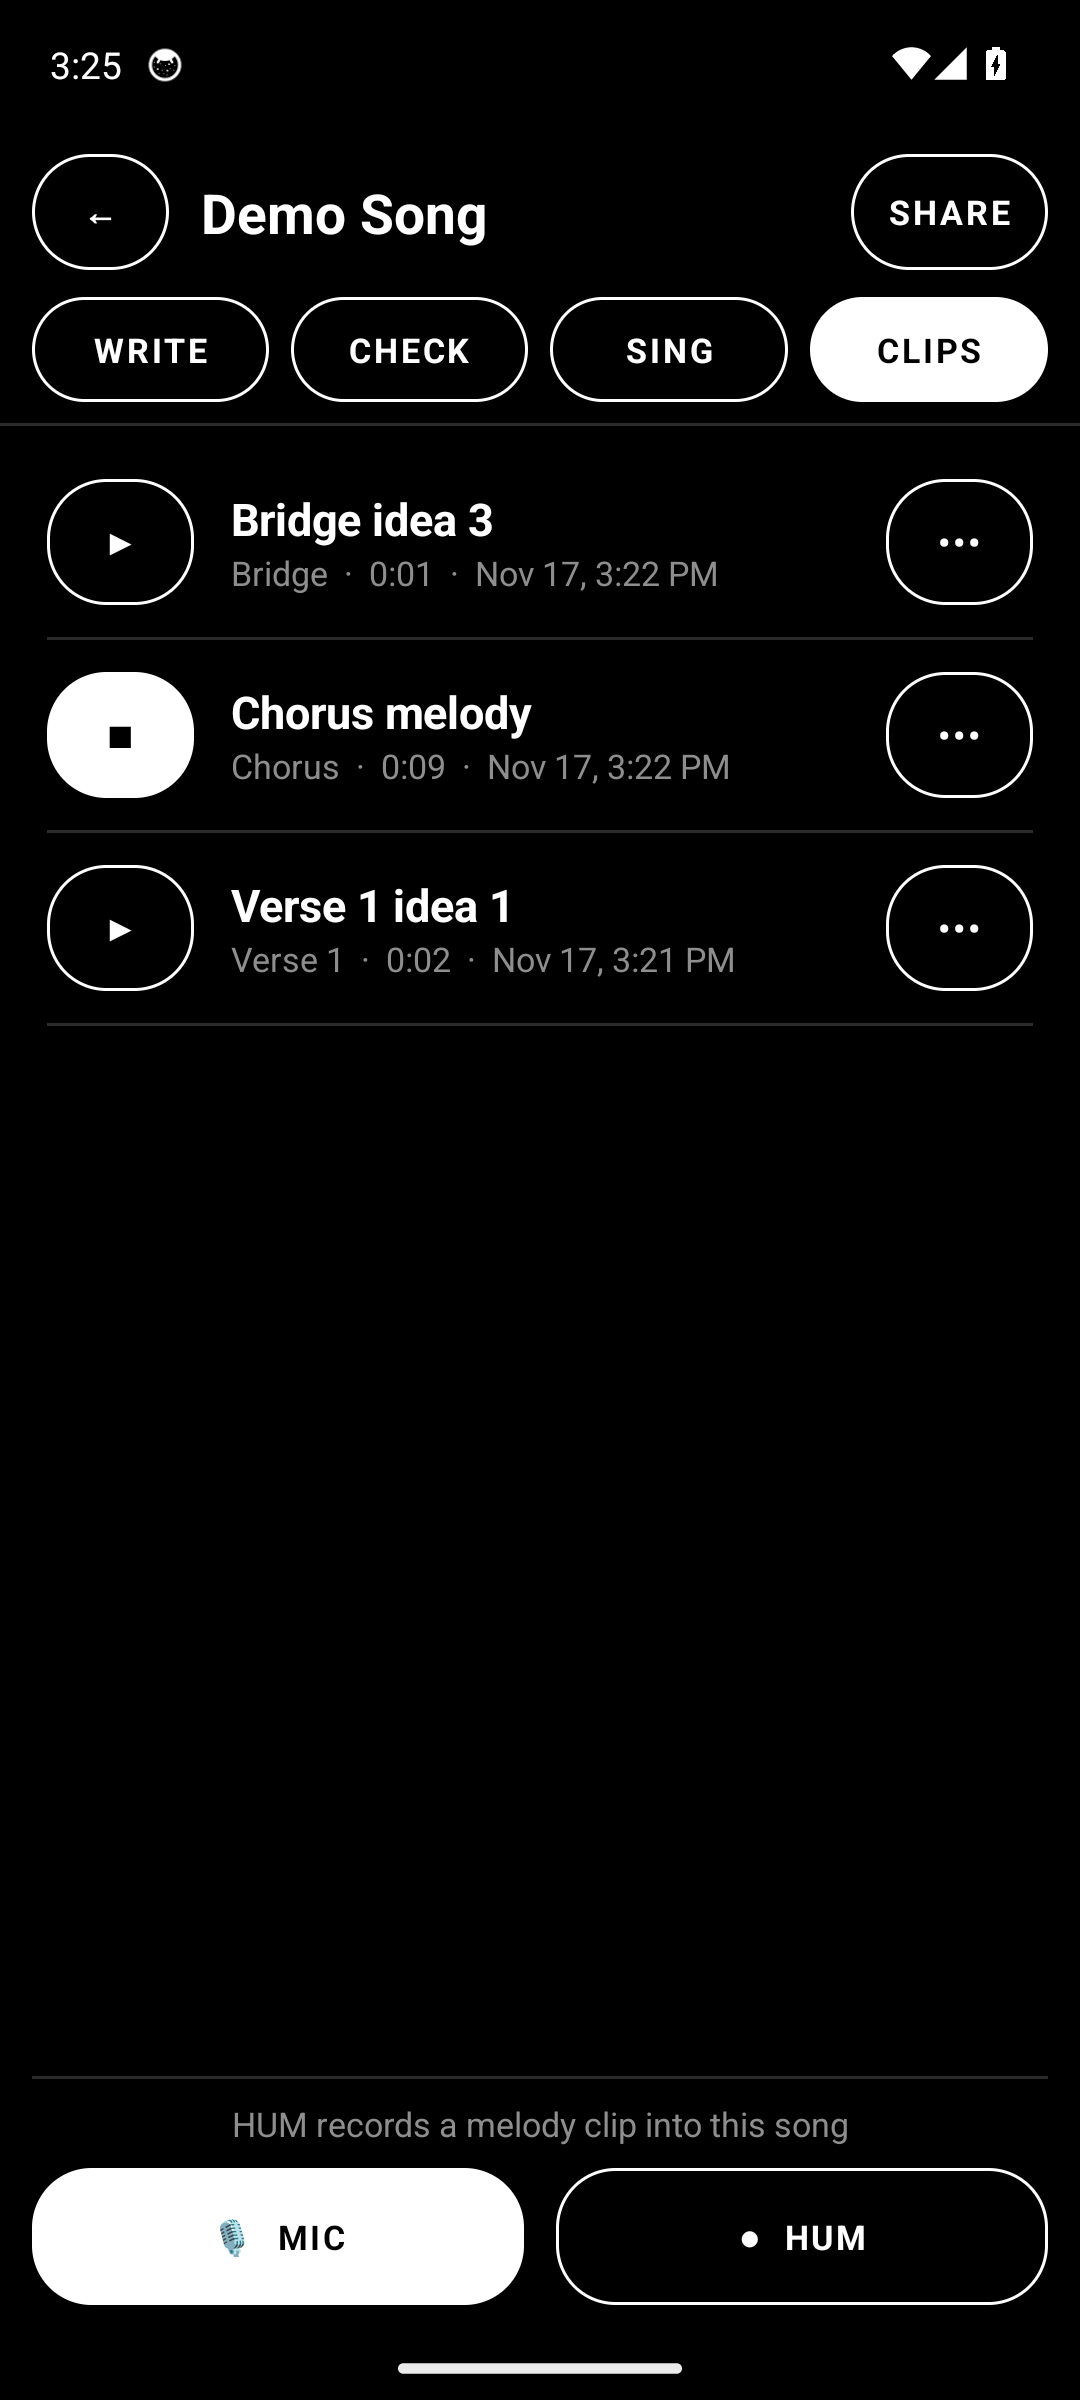 3:25
← Demo Song SHARE
WRITE CHECK SING CLIPS
Bridge idea 3
Bridge · 0:01 · Nov 17, 3:22 PM
Chorus melody
Chorus · 0:09 · Nov 17, 3:22 PM
Verse 1 idea 1
Verse 1 · 0:02 · Nov 17, 3:21 PM
HUM records a melody clip into this song
MIC HUM